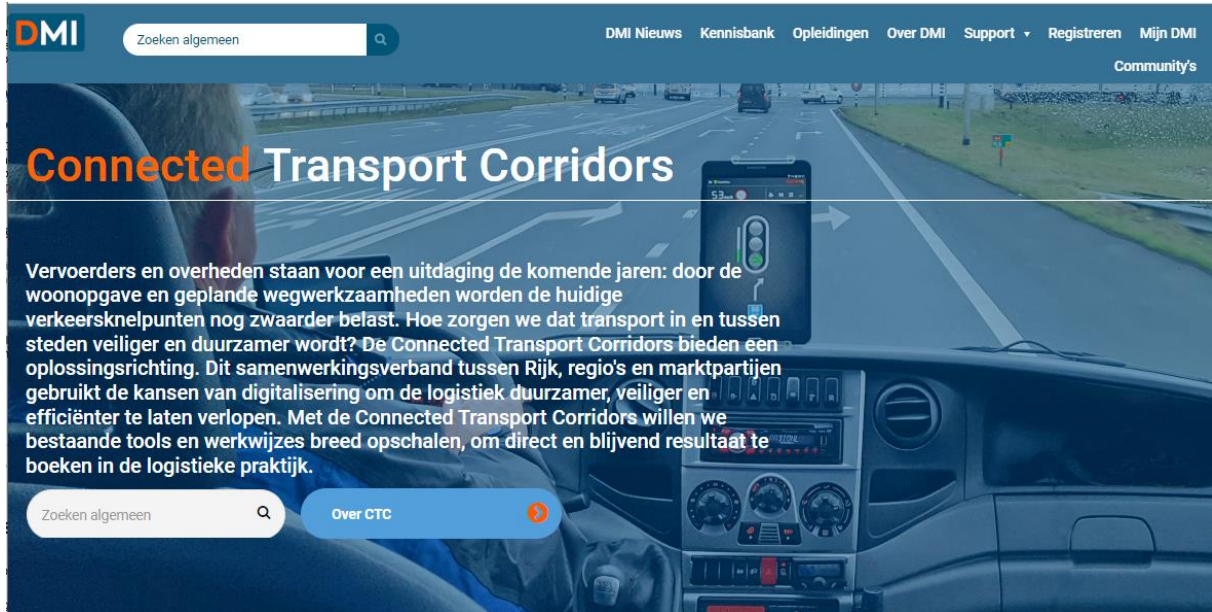 DMI
Zoeken algemeen
DMI Nieuws Kennisbank Opleidingen Over DMI Support Registreren Mijn DMI
Community's
Connected Transport Corridors
53
Vervoerders en overheden staan voor een uitdaging de komende jaren: door de
woonopgave en geplande wegwerkzaamheden worden de huidige
verkeersknelpunten nog zwaarder belast. Hoe zorgen we dat transport in en tussen
steden veiliger en duurzamer wordt? De Connected Transport Corridors bieden een
oplossingsrichting. Dit samenwerkingsverband tussen Rijk, regio's en marktpartijen
gebruikt de kansen van digitalisering om de logistiek duurzamer, veiliger en
efficiënter te laten verlopen. Met de Connected Transport Corridors willen we
bestaande tools en werkwijzes breed opschalen, om direct en blijvend resultaat te
boeken in de logistieke praktijk.
Zoeken algemeen
Over CTC